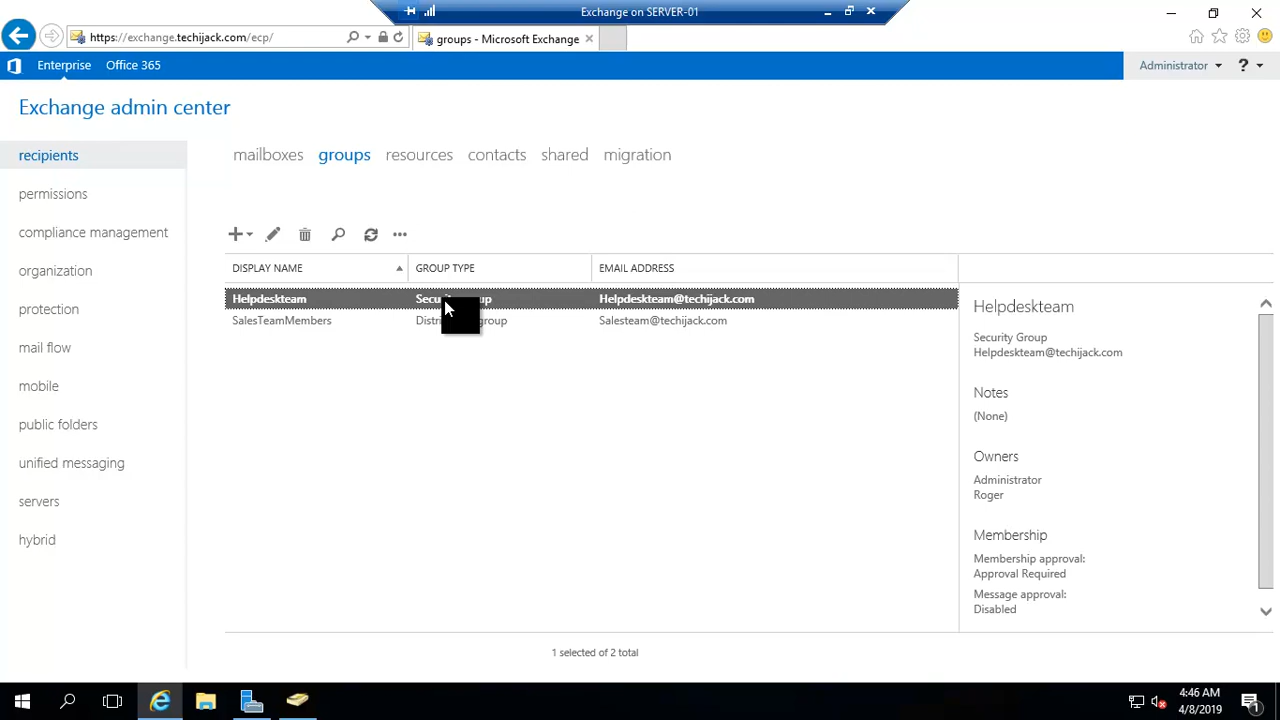 Exchange on SERVER-01
https://exchange.techijack.com/ecp/
groups - Microsoft Exchange
Enterprise
Office 365
Administrator
?
Exchange admin center
recipients
permissions
compliance management
organization
protection
mail flow
mobile
public folders
unified messaging
servers
hybrid
mailboxes
groups
resources
contacts
shared
migration
DISPLAY NAME
GROUP TYPE
EMAIL ADDRESS
Helpdeskteam
Helpdeskteam@techijack.com
SalesTeamMembers
group
Salesteam@techijack.com
Helpdeskteam
Security Group
Helpdeskteam@techijack.com
Notes
(None)
Owners
Administrator
Roger
Membership
Membership approval:
Approval Required
Message approval:
Disabled
1 selected of 2 total
4:46 AM
4/8/2019
1